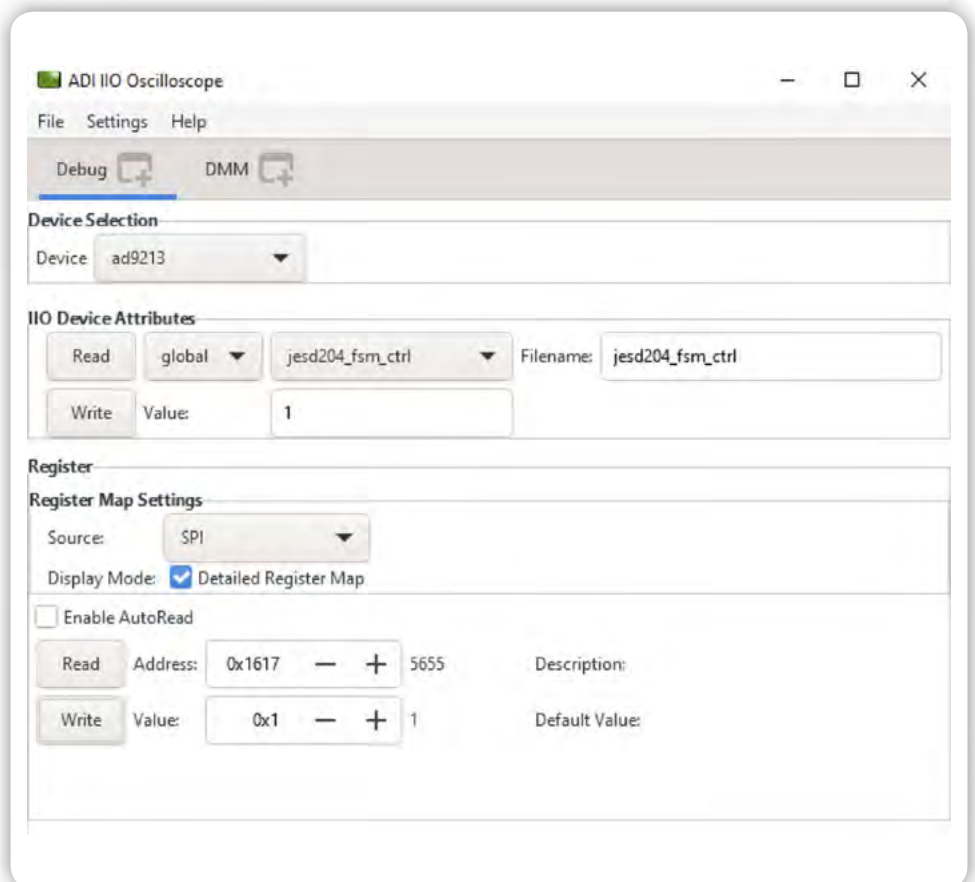 ADI IIO Oscilloscope
File Settings Help
Debug DMM
Device Selection
Device ad9213
IIO Device Attributes
Read global jesd204_fsm_ctrl Filename: jesd204_fsm_ctrl
Write Value: 1
Register
Register Map Settings
Source: SPI
Display Mode: Detailed Register Map
Enable AutoRead
Read Address: 0x1617 — + 5655 Description:
Write Value: 0x1 — + 1 Default Value: